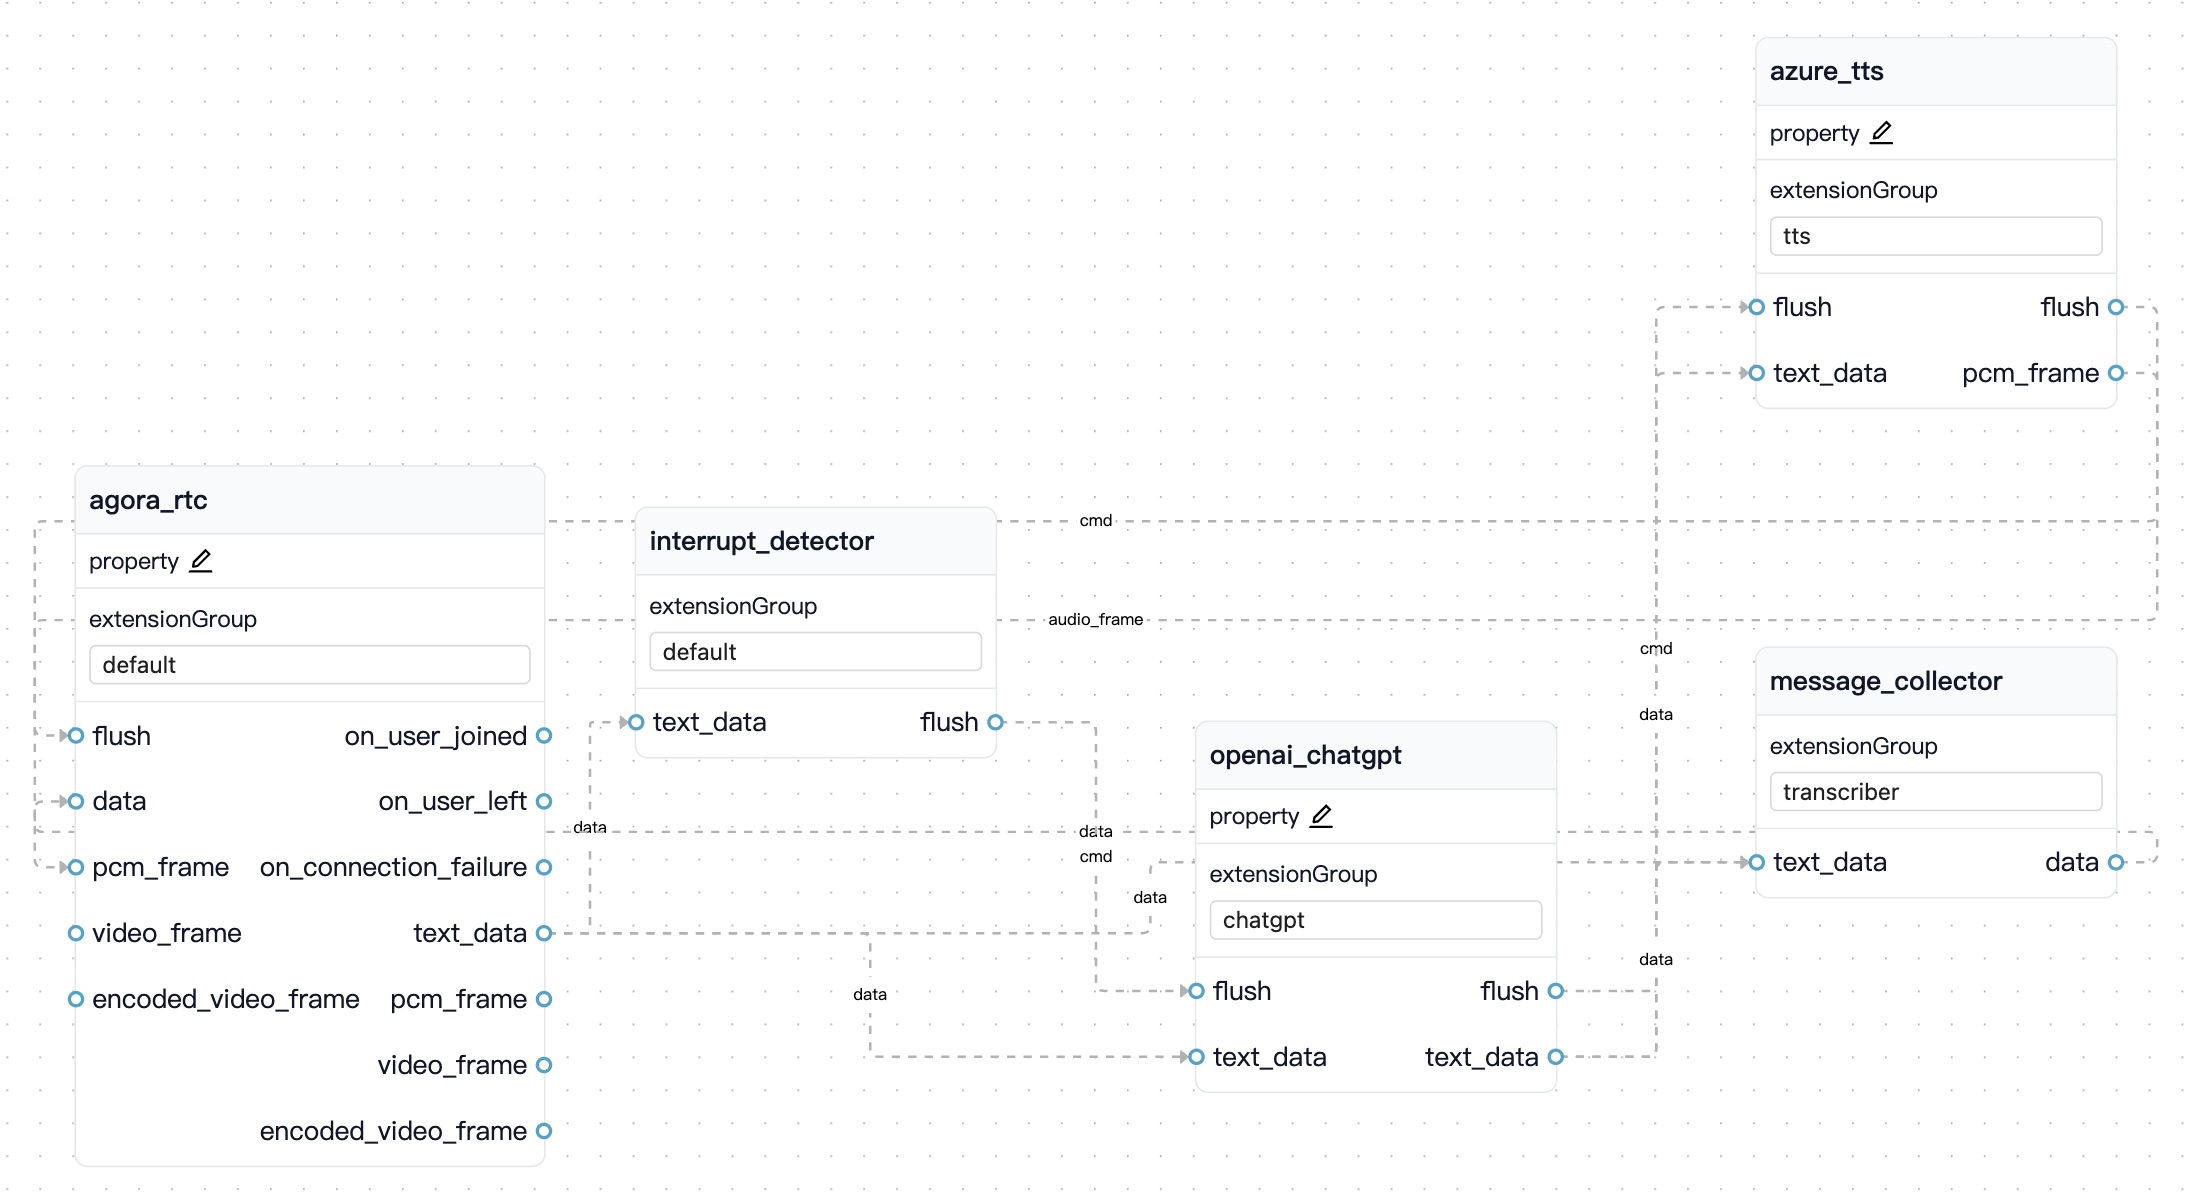 azure_tts
property
extensionGroup
tts
flush flush
text_data pcm_frame
agora_rtc
property
extensionGroup
default
flush on_user_joined
data on_user_left
pcm_frame on_connection_failure
video_frame text_data
encoded_video_frame pcm_frame
video_frame
encoded_video_frame
interrupt_detector
extensionGroup
default
text_data flush
cmd
audio_frame
data
data
cmd
data
data
openai_chatgpt
property
extensionGroup
chatgpt
flush flush
text_data text_data
cmd
data
data
message_collector
extensionGroup
transcriber
text_data data